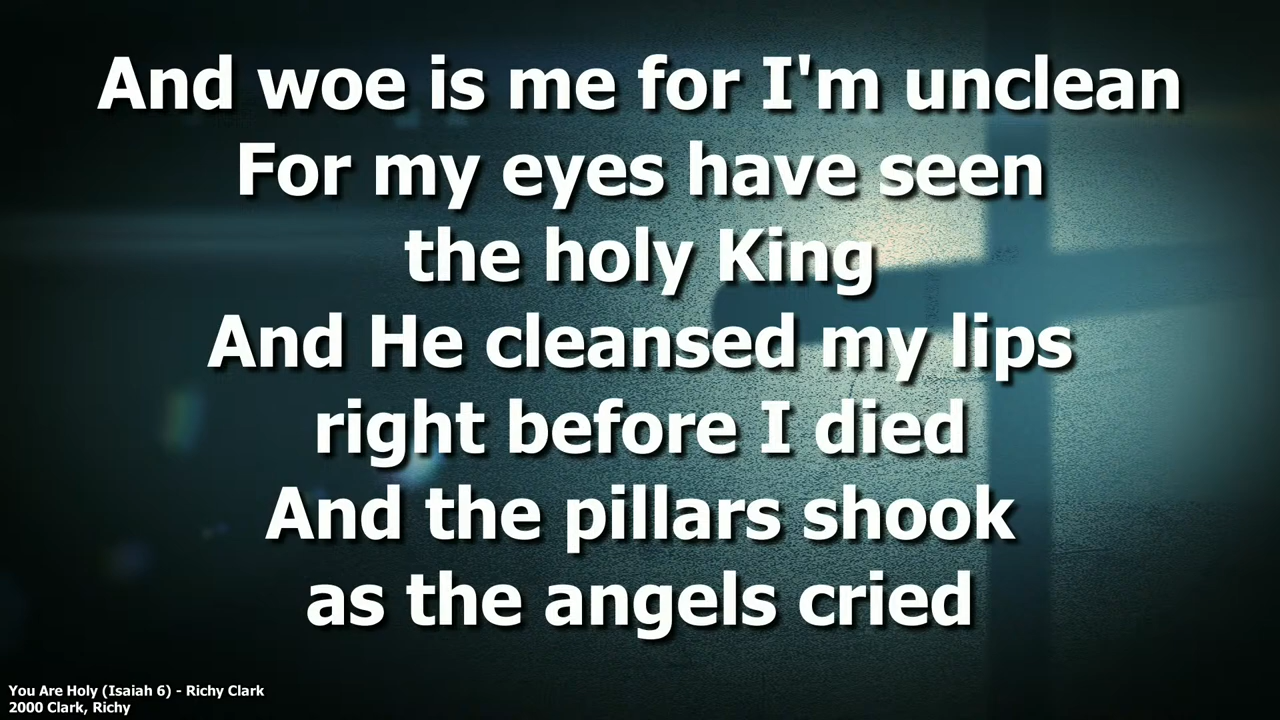 And woe is me for I'm unclean
For my eyes have seen
the holy King
And He cleansed my lips
right before I died
And the pillars shook
as the angels cried
You Are Holy (Isaiah 6) - Richy Clark
2000 Clark, Richy